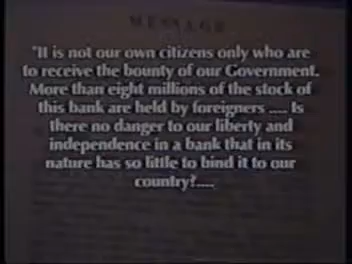 MESSAGE
"It is not our own citizens only who are
to receive the bounty of our Government.
More than eight millions of the stock of
this bank are held by foreigners .... Is
there no danger to our liberty and
independence in a bank that in its
nature has so little to bind it to our
country?....